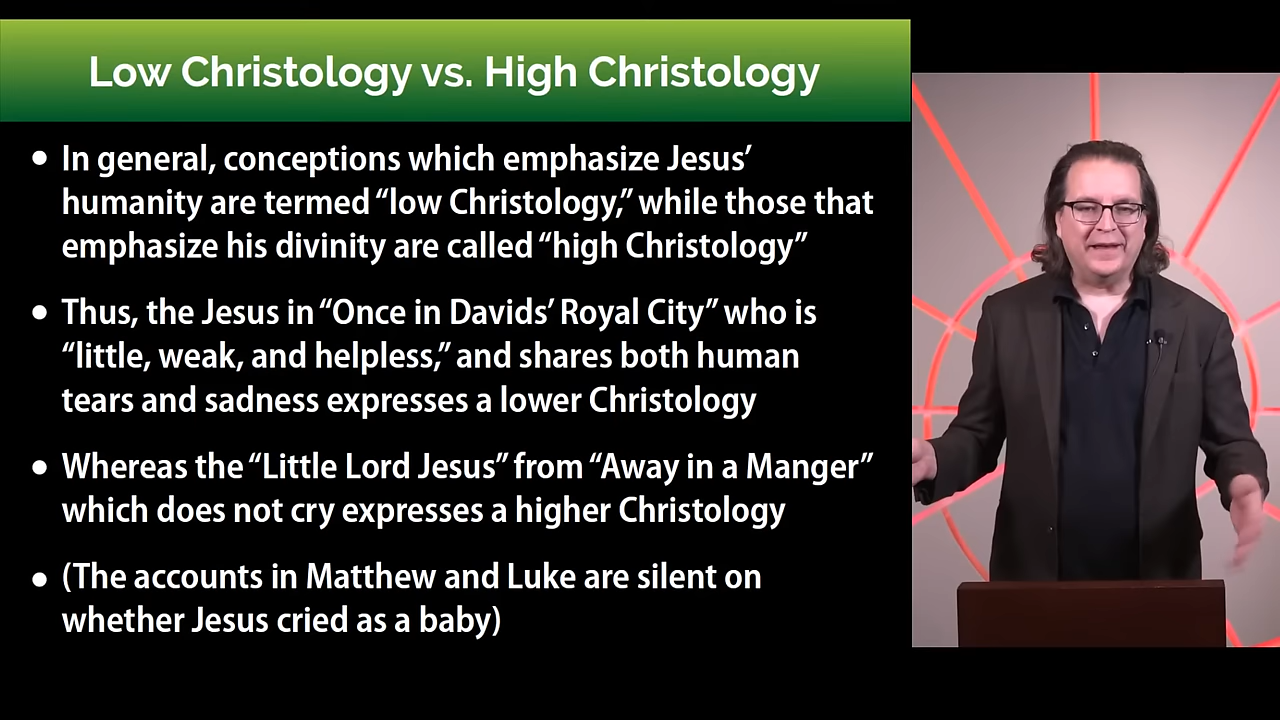 Low Christology vs. High Christology
• In general, conceptions which emphasize Jesus’
humanity are termed “low Christology,” while those that
emphasize his divinity are called “high Christology”
• Thus, the Jesus in “Once in Davids’ Royal City” who is
“little, weak, and helpless,” and shares both human
tears and sadness expresses a lower Christology
• Whereas the “Little Lord Jesus” from “Away in a Manger”
which does not cry expresses a higher Christology
• (The accounts in Matthew and Luke are silent on
whether Jesus cried as a baby)